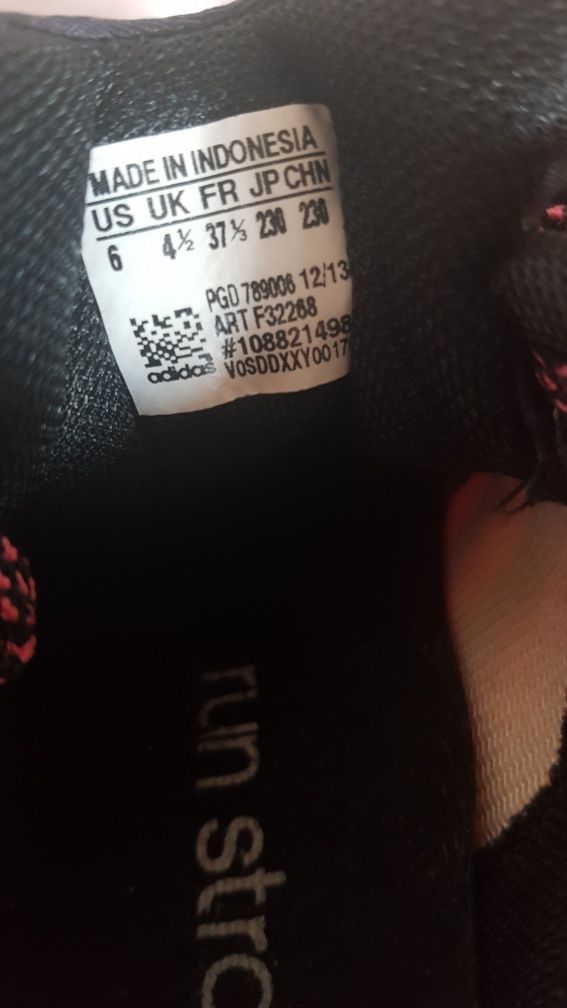 MADE IN INDONESIA
US UK FR JP CHN
6 4½ 37⅓ 230 230
PGD 789006 12/13
ART F32268
#108821498
V0SDDXXY0017
adidas
run stro